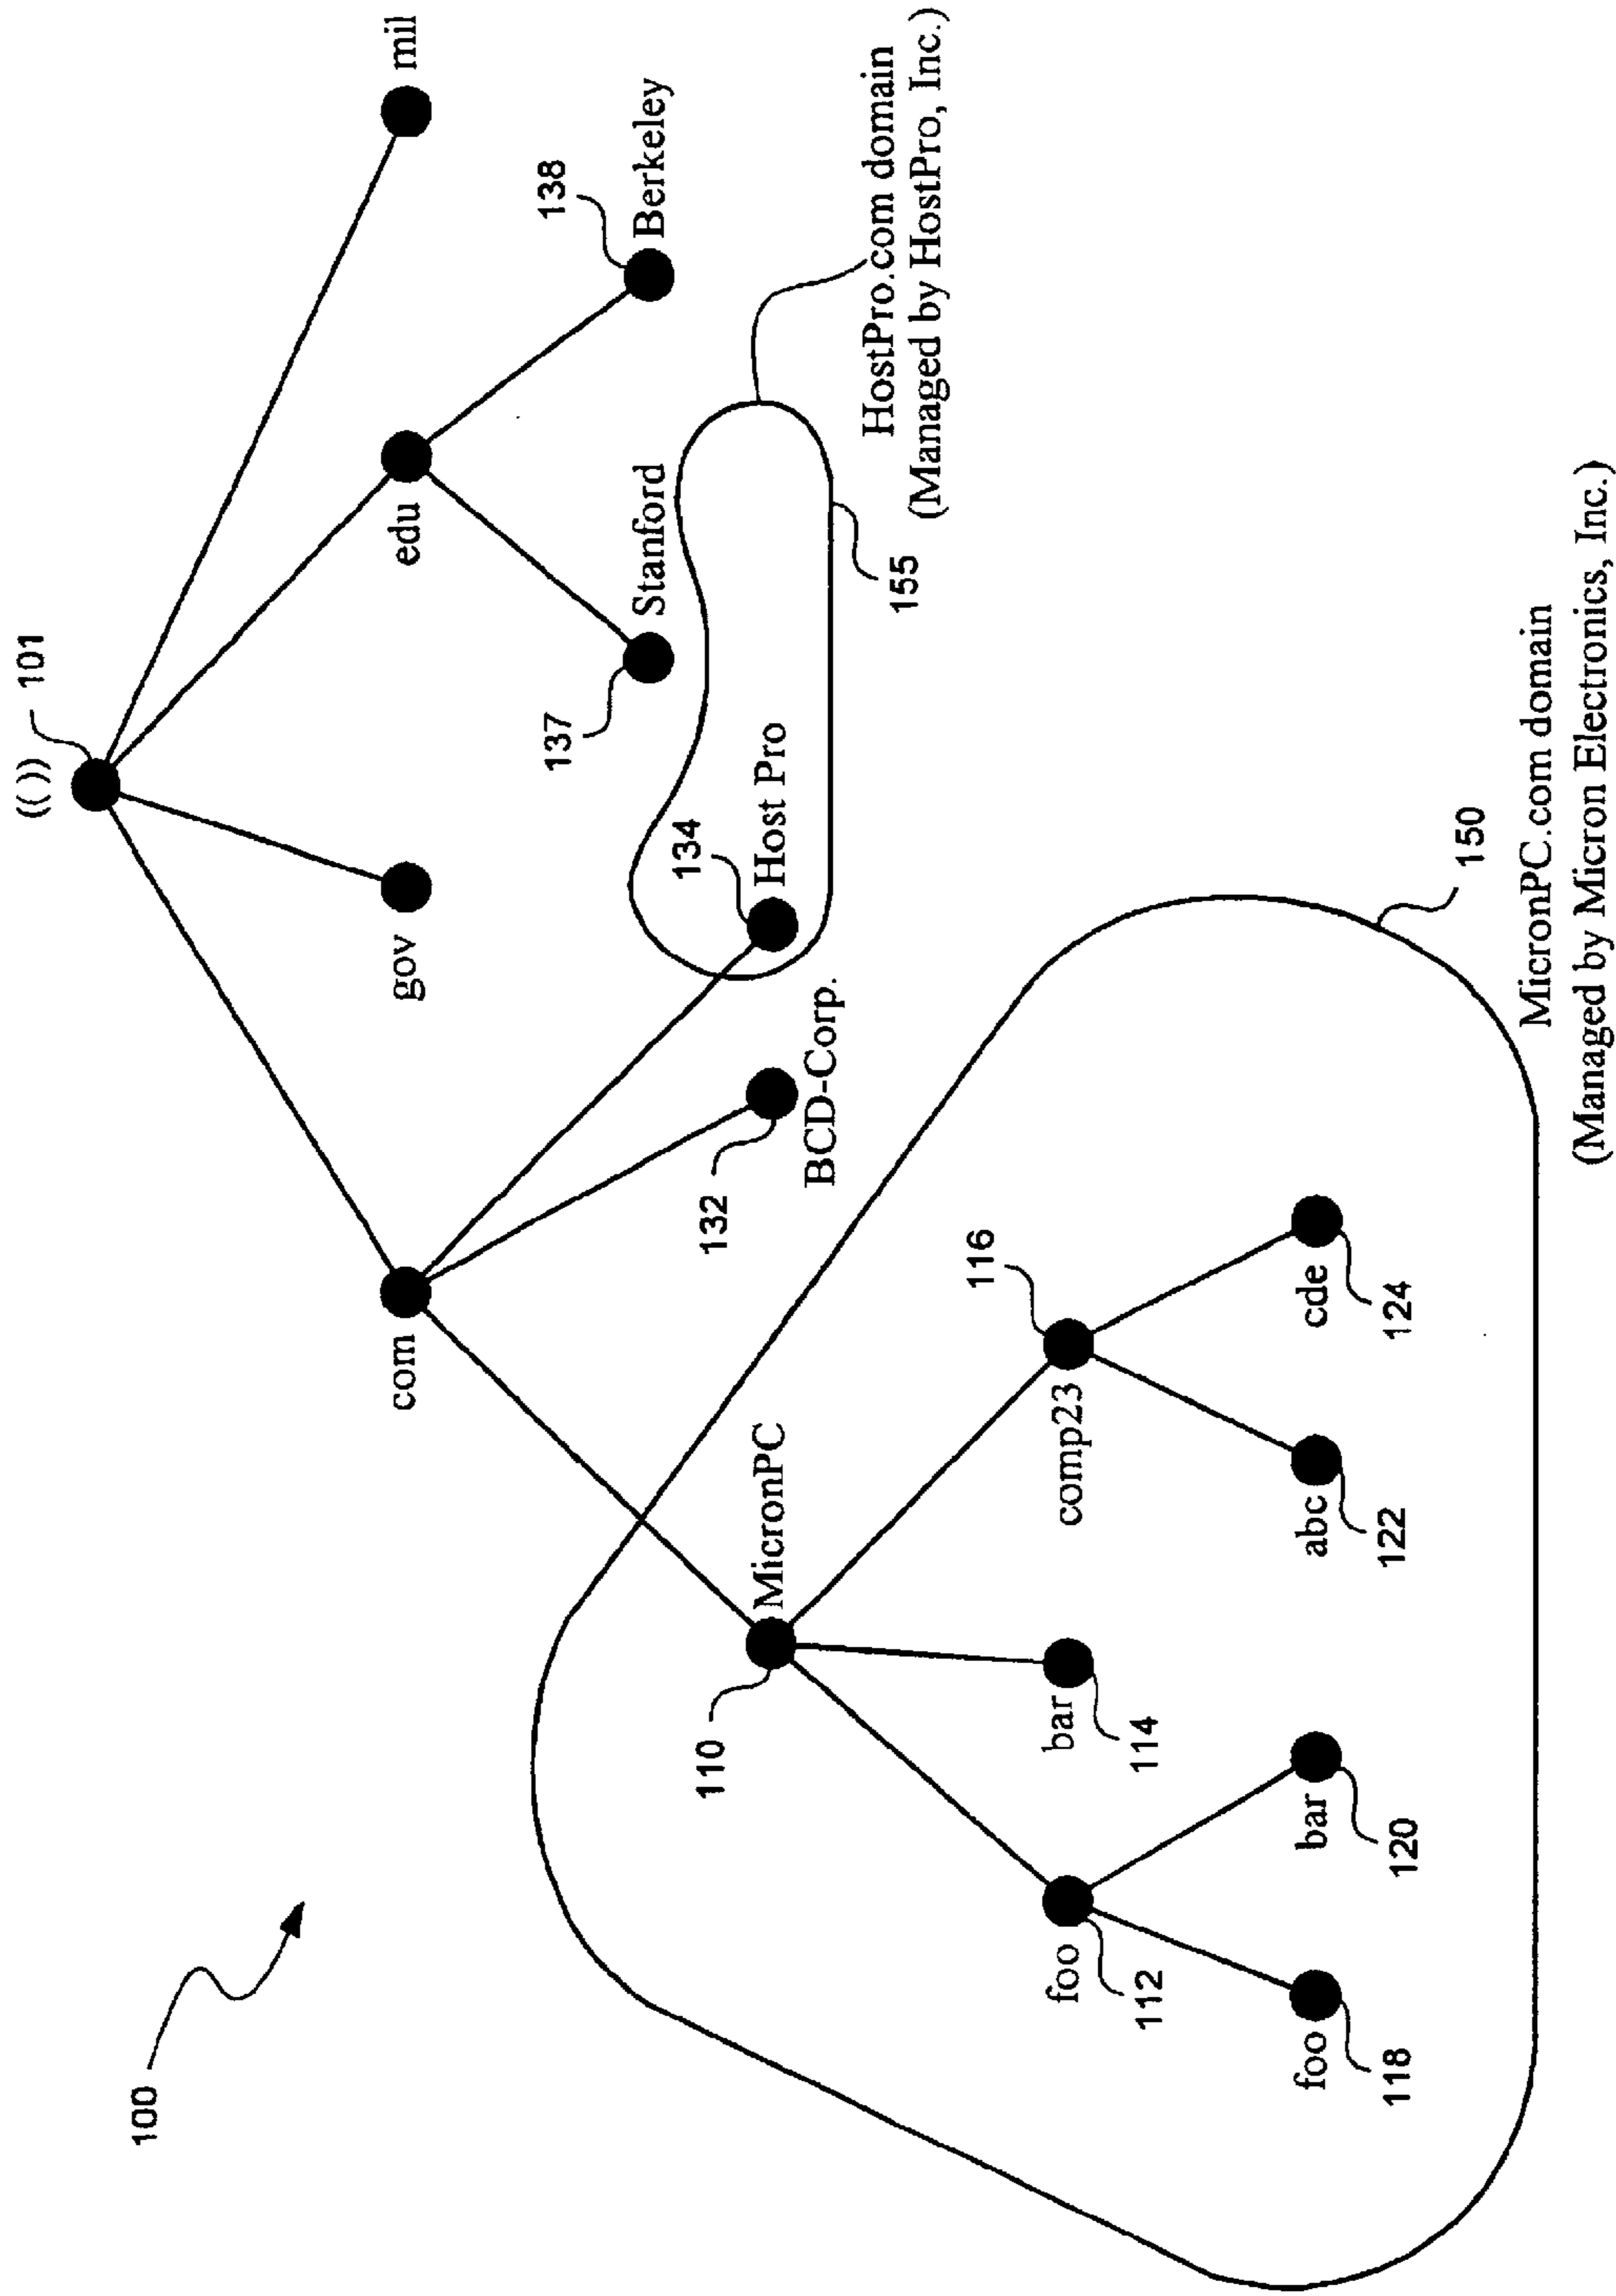 100
(( ))
101
com
gov
edu
mil
110
MicronPC
132
BCD-Corp.
134
Host Pro
137
Stanford
138
Berkeley
155
HostPro.com domain
(Managed by HostPro, Inc.)
foo
112
bar
114
comp23
116
foo
118
bar
120
abc
122
cde
124
150
MicronPC.com domain
(Managed by Micron Electronics, Inc.)